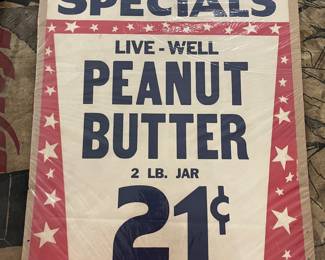 SPECIALS
LIVE-WELL
PEANUT
BUTTER
2 LB. JAR
21¢